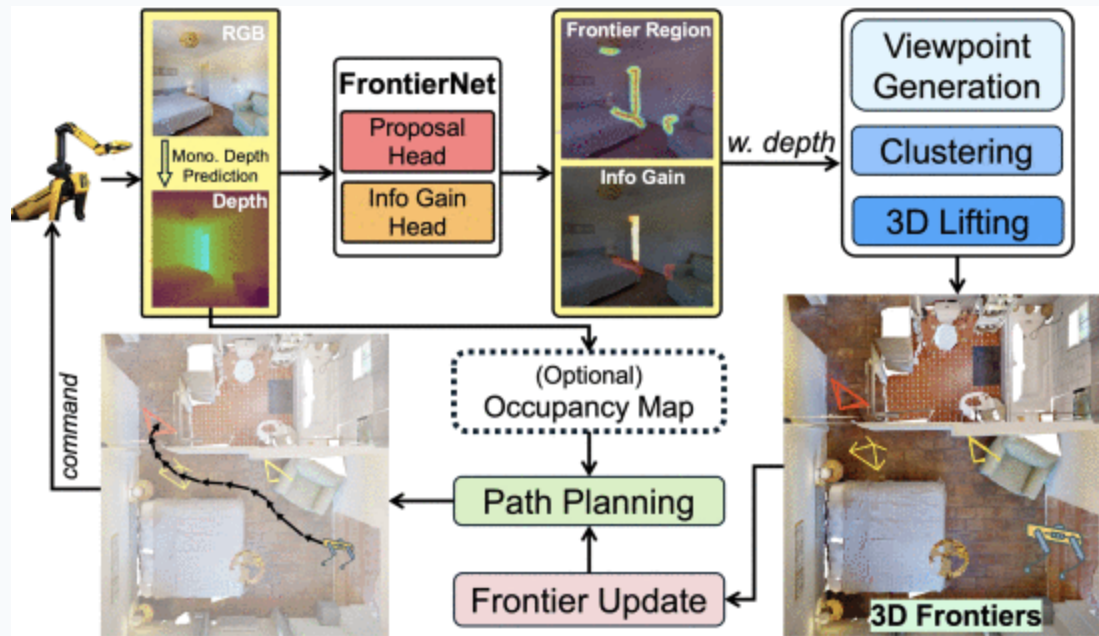 RGB
Mono. Depth
Prediction
Depth
FrontierNet
Proposal
Head
Info Gain
Head
Frontier Region
Info Gain
w. depth
Viewpoint
Generation
Clustering
3D Lifting
(Optional)
Occupancy Map
Path Planning
Frontier Update
3D Frontiers
command